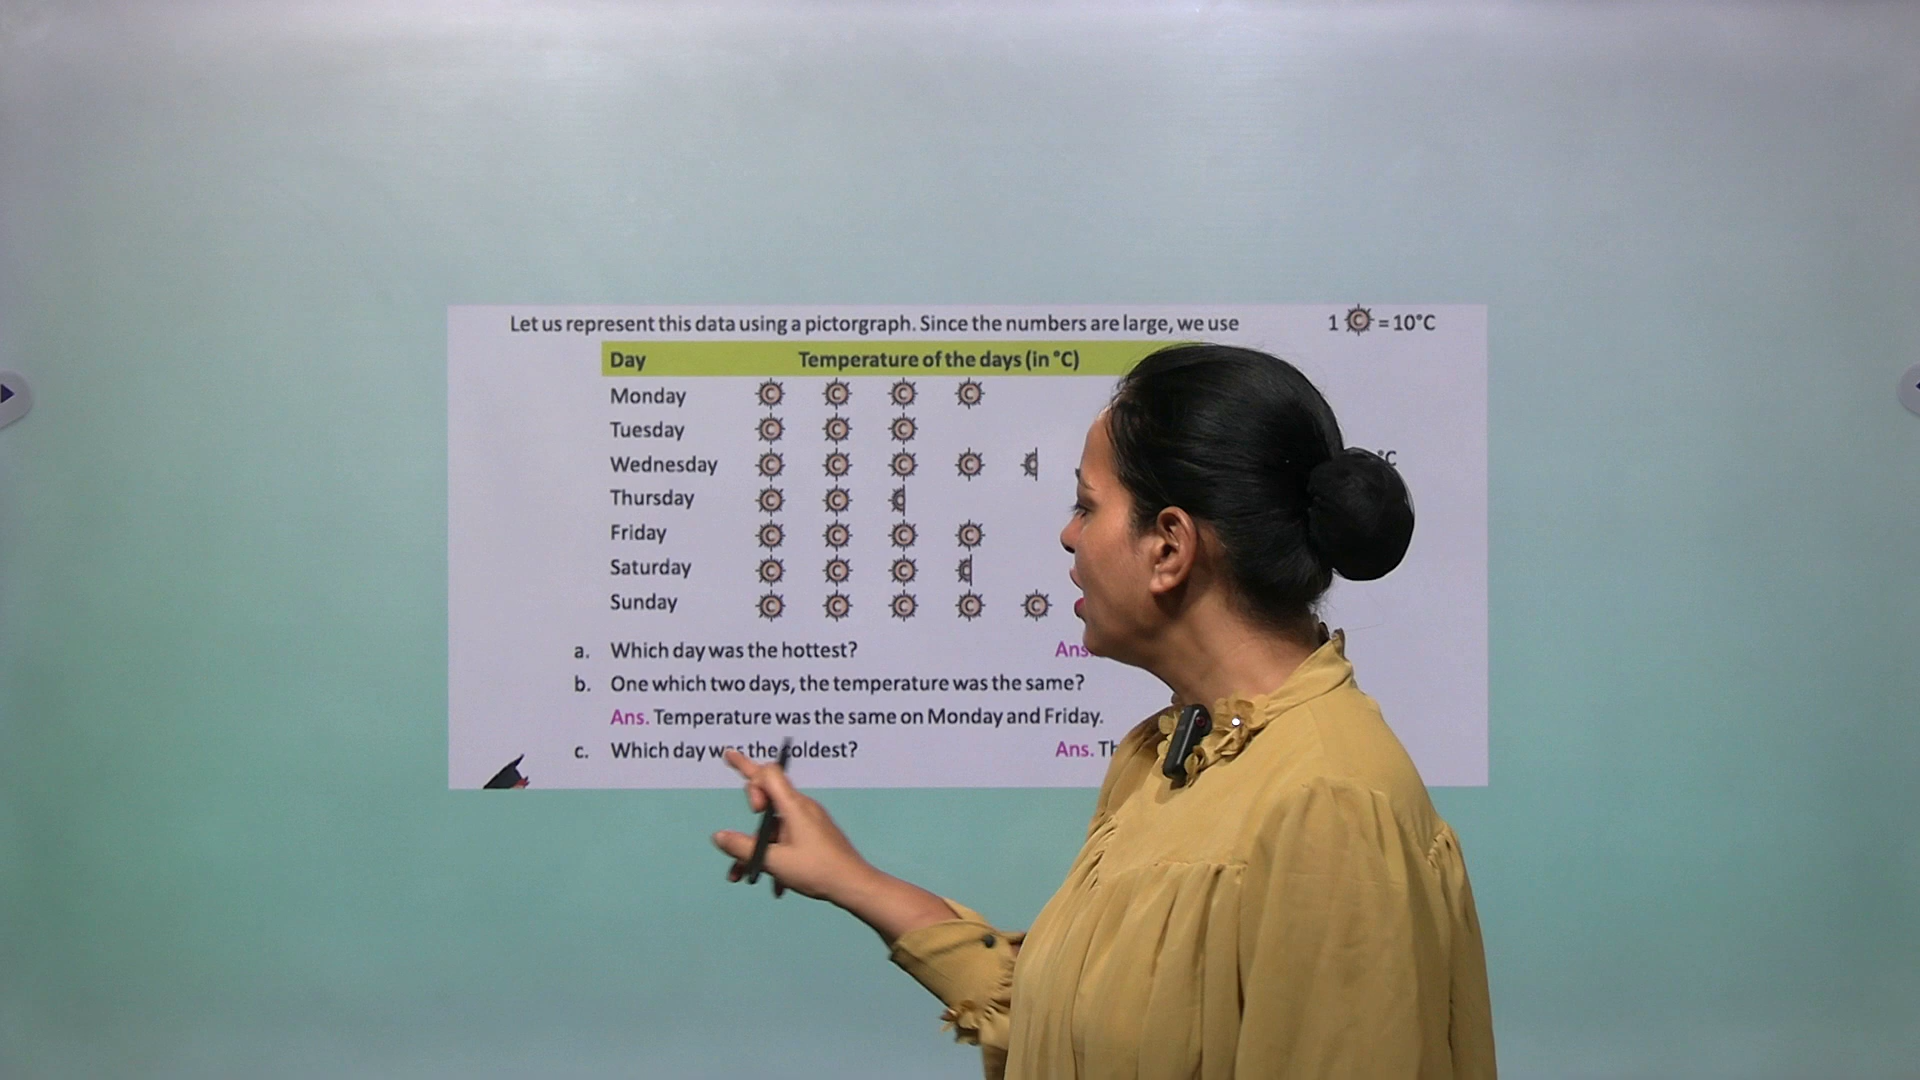 Let us represent this data using a pictorgraph. Since the numbers are large, we use 1 = 10°C
Day Temperature of the days (in °C)
Monday
Tuesday
Wednesday °C
Thursday
Friday
Saturday
Sunday
a. Which day was the hottest? Ans.
b. One which two days, the temperature was the same?
Ans. Temperature was the same on Monday and Friday.
c. Which day was the coldest? Ans.